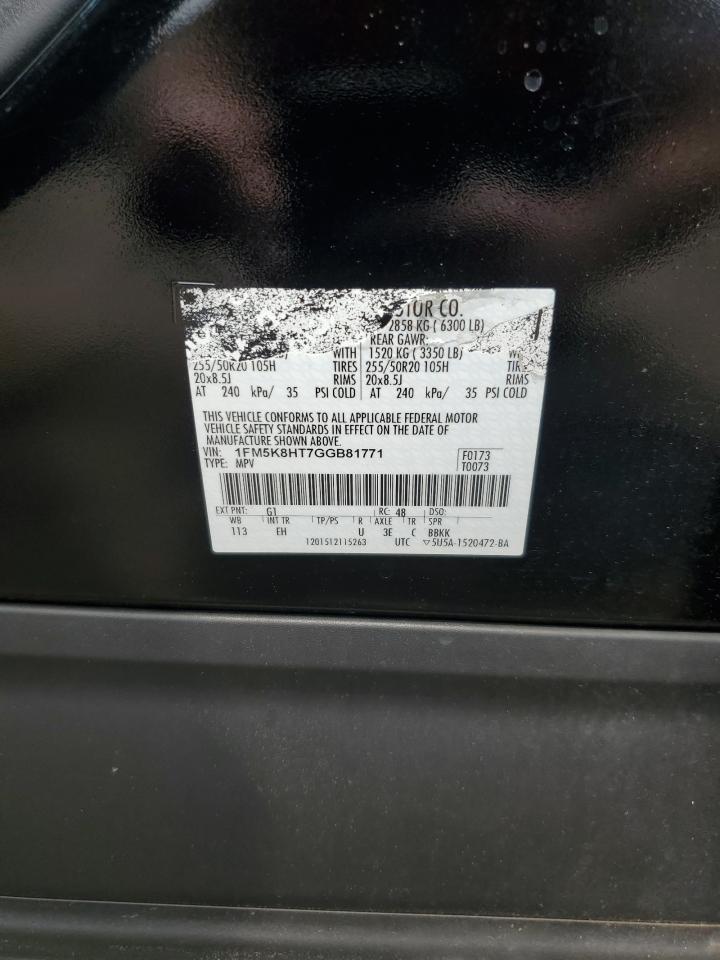 OTOR CO.
2858 KG ( 6300 LB)
REAR GAWR:
WITH 1520 KG ( 3350 LB)
255/50R20 105H TIRES 255/50R20 105H
20x8.5J RIMS 20x8.5J RIMS
AT 240 kPa/ 35 PSI COLD AT 240 kPa/ 35 PSI COLD
THIS VEHICLE CONFORMS TO ALL APPLICABLE FEDERAL MOTOR
VEHICLE SAFETY STANDARDS IN EFFECT ON THE DATE OF
MANUFACTURE SHOWN ABOVE.
VIN: 1FM5K8HT7GGB81771 F0173
TYPE: MPV T0073
EXT PNT: G1 RC: 48 DSO:
WB INT TR TP/PS R AXLE TR SPR
113 EH U 3E C BBKK
1201512115263 UTC ▽5U5A-1520472-BA